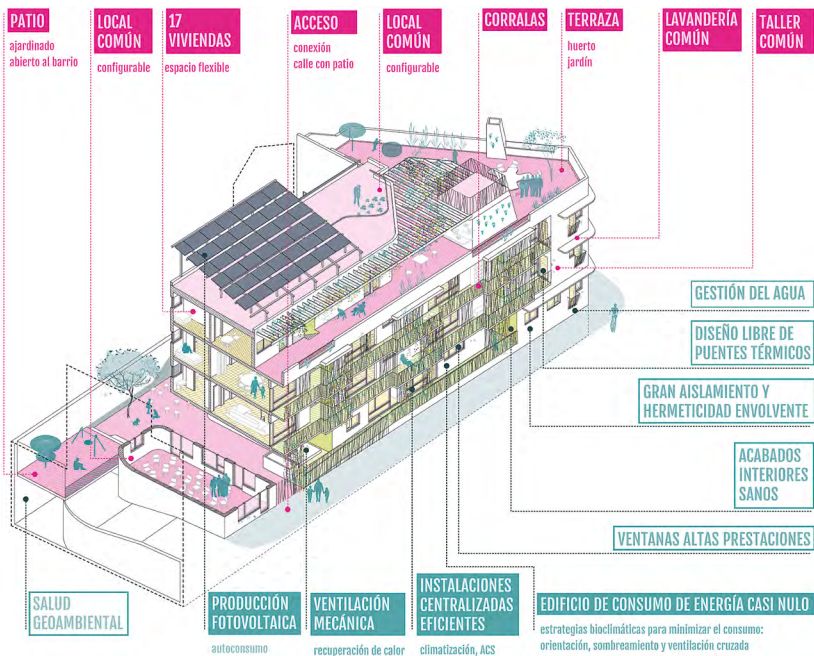 PATIO
ajardinado
abierto al barrio
LOCAL
COMÚN
configurable
17
VIVIENDAS
espacio flexible
ACCESO
conexión
calle con patio
LOCAL
COMÚN
configurable
CORRALAS
TERRAZA
huerto
jardín
LAVANDERÍA
COMÚN
TALLER
COMÚN
GESTIÓN DEL AGUA
DISEÑO LIBRE DE
PUENTES TÉRMICOS
GRAN AISLAMIENTO Y
HERMETICIDAD ENVOLVENTE
ACABADOS
INTERIORES
SANOS
VENTANAS ALTAS PRESTACIONES
SALUD
GEOAMBIENTAL
PRODUCCIÓN
FOTOVOLTAICA
autoconsumo
VENTILACIÓN
MECÁNICA
recuperación de calor
INSTALACIONES
CENTRALIZADAS
EFICIENTES
climatización, ACS
EDIFICIO DE CONSUMO DE ENERGÍA CASI NULO
estrategias bioclimáticas para minimizar el consumo:
orientación, sombreamiento y ventilación cruzada